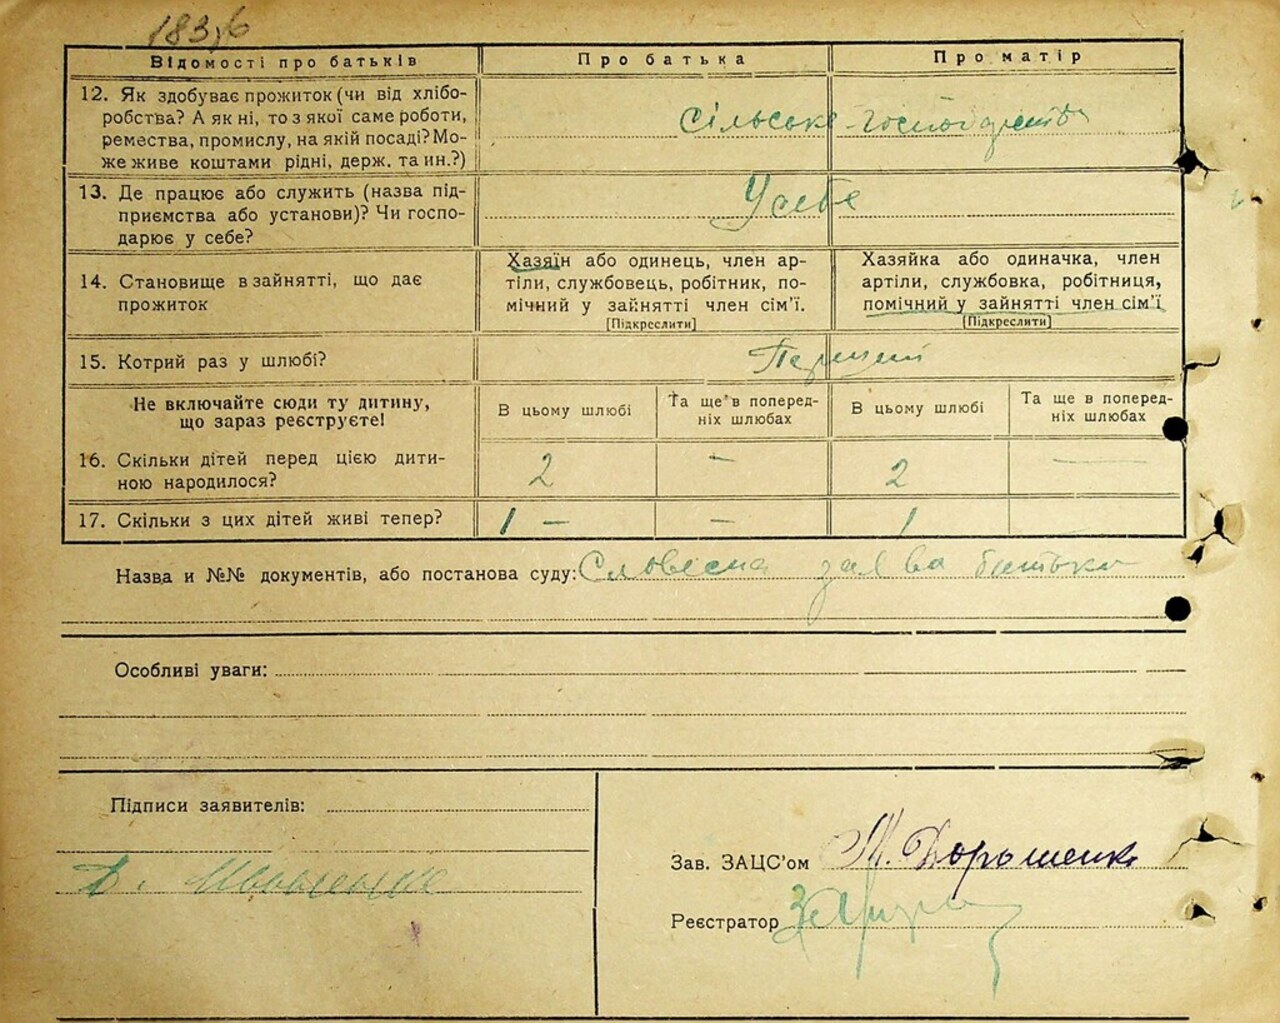 183
Відомості про батьків Про батька Про матір
12. Як здобуває прожиток (чи від хлібо-
робства? А як ні, то з якої саме роботи,
ремества, промислу, на якій посаді? Мо-
же живе коштами рідні, держ. та ин.?)
Сільське-господарство
13. Де працює або служить (назва під-
приємства або установи)? Чи госпо-
дарює у себе?
У себе
14. Становище в зайнятті, що дає
прожиток
Хазяїн або одинець, член ар-
тіли, службовець, робітник, по-
мічний у зайнятті член сім'ї.
[Підкреслити]
Хазяйка або одиначка, член
артіли, службовка, робітниця,
помічний у зайнятті член сім'ї
[Підкреслити]
15. Котрий раз у шлюбі?
Не включайте сюди ту дитину,
що зараз реєструєте!
В цьому шлюбі
Та ще в поперед-
ніх шлюбах
В цьому шлюбі
Та ще в поперед-
ніх шлюбах
16. Скільки дітей перед цією дити-
ною народилося?
2 — 2 —
17. Скільки з цих дітей живі тепер?
1 — — 1
Назва и №№ документів, або постанова суду: Словесна заява батька
Особливі уваги:
Підписи заявителів:
Зав. ЗАЦС'ом М. Дорошенко
Реєстратор